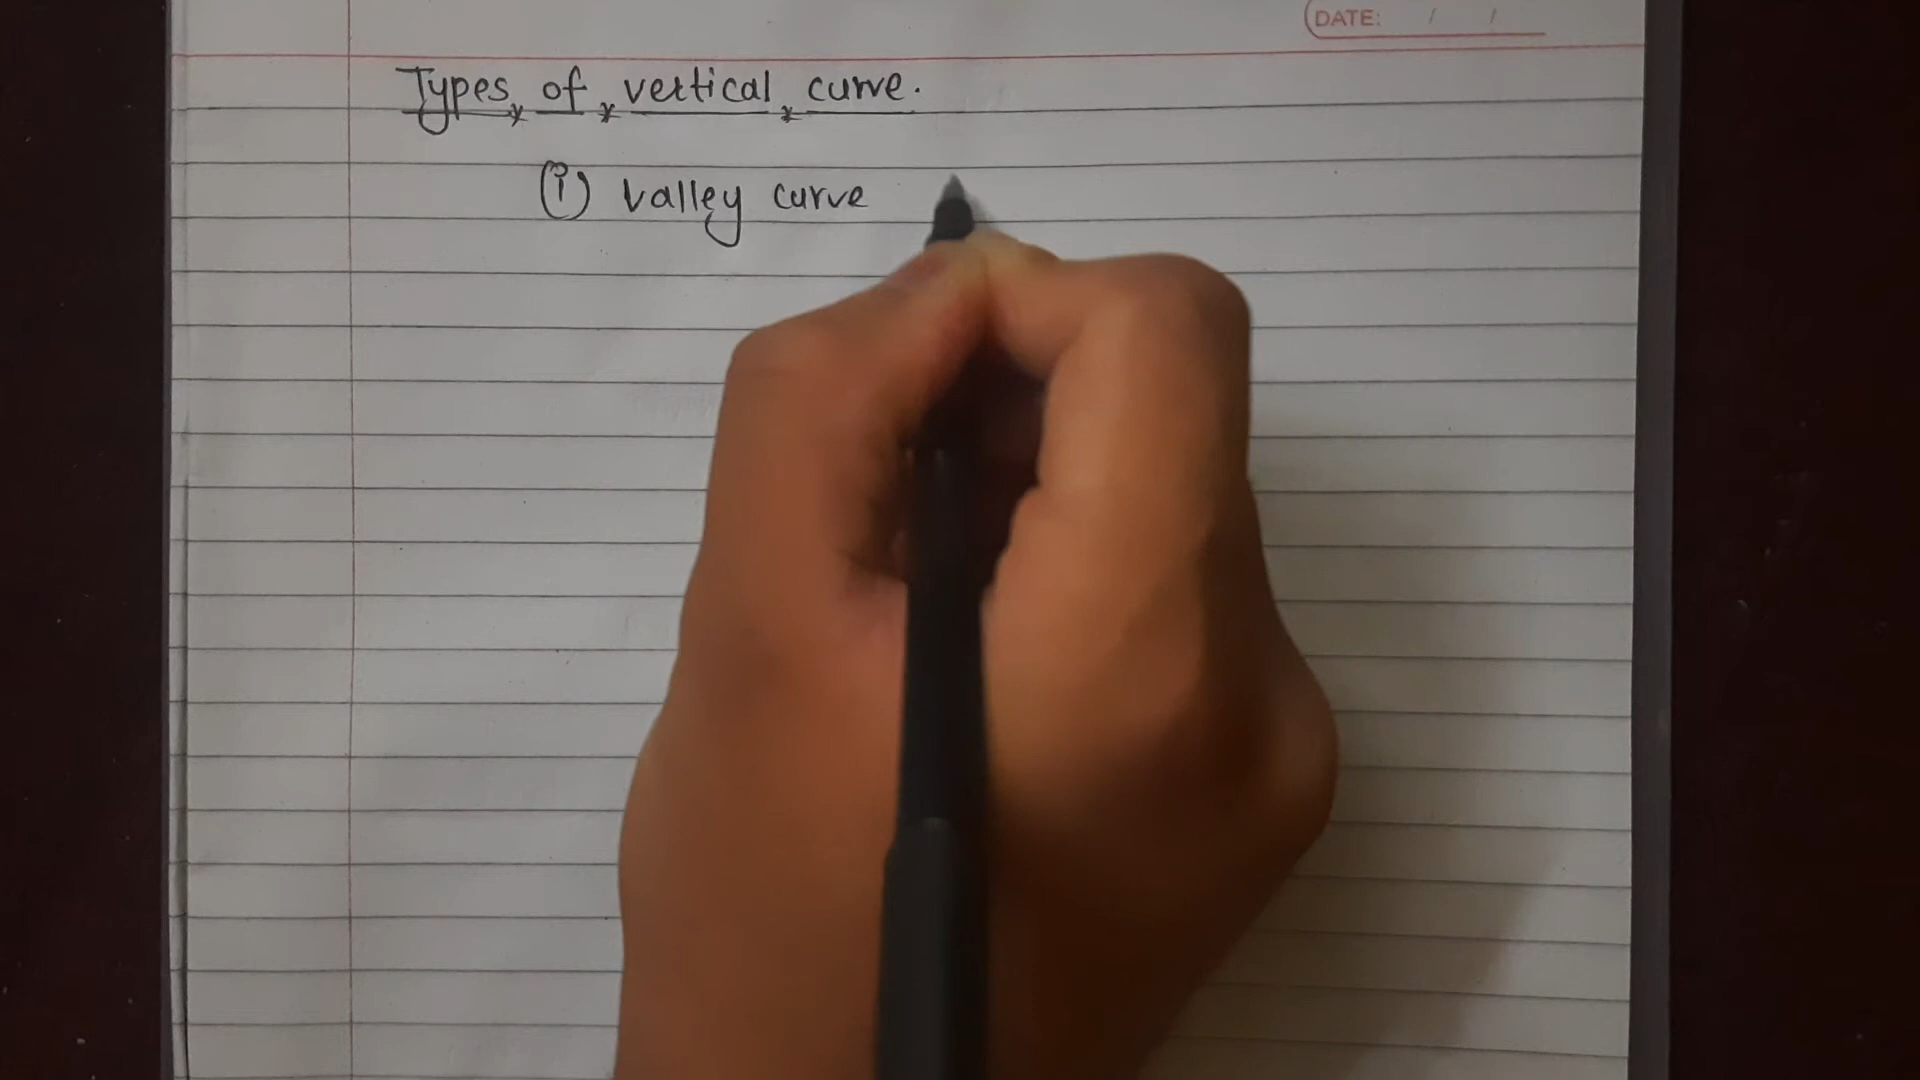 DATE: / /
Types of vertical curve.
(i) valley curve